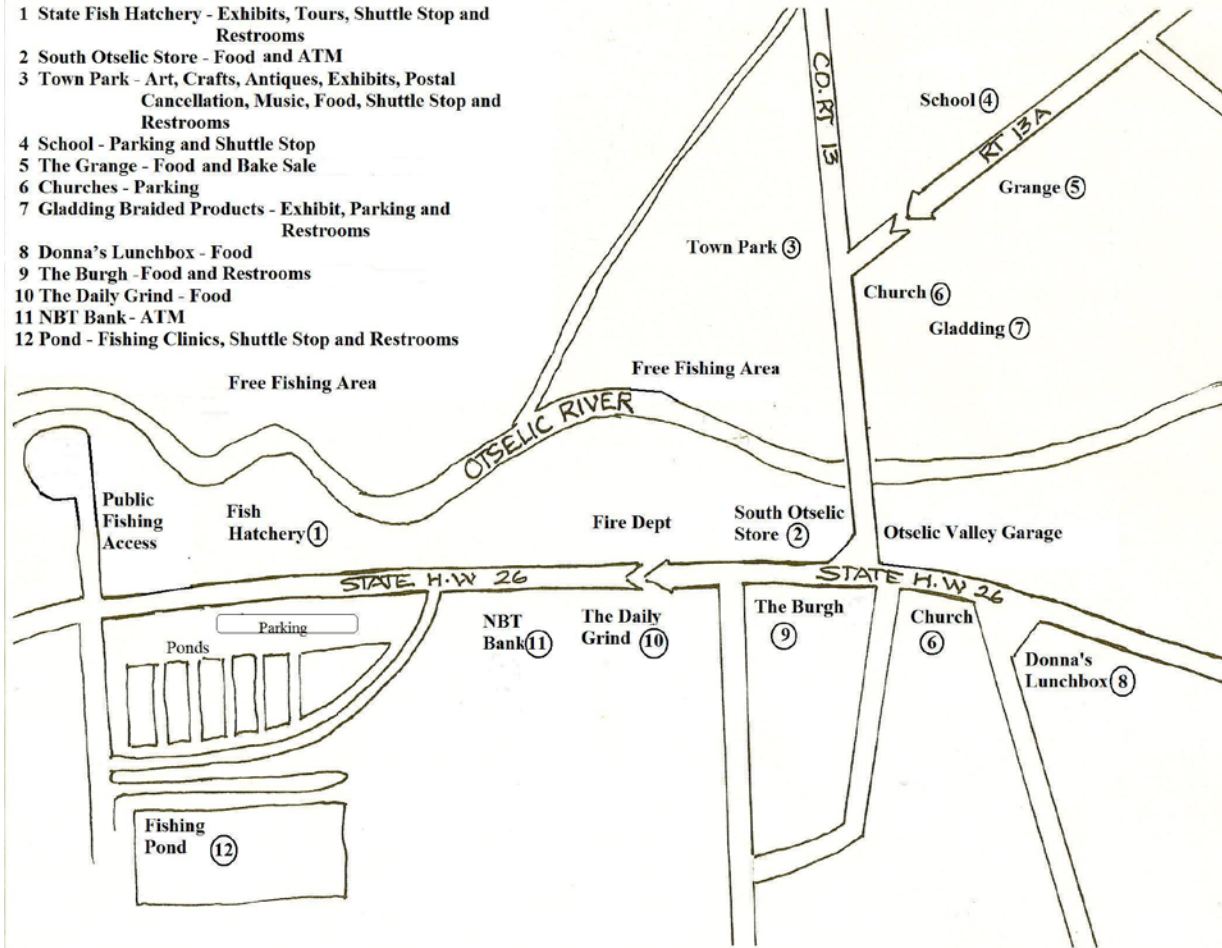 1 State Fish Hatchery - Exhibits, Tours, Shuttle Stop and
Restrooms
2 South Otselic Store - Food and ATM
3 Town Park - Art, Crafts, Antiques, Exhibits, Postal
Cancellation, Music, Food, Shuttle Stop and
Restrooms
4 School - Parking and Shuttle Stop
5 The Grange - Food and Bake Sale
6 Churches - Parking
7 Gladding Braided Products - Exhibit, Parking and
Restrooms
8 Donna's Lunchbox - Food
9 The Burgh - Food and Restrooms
10 The Daily Grind - Food
11 NBT Bank - ATM
12 Pond - Fishing Clinics, Shuttle Stop and Restrooms
CO. RT 13
School 4
RT 13A
Grange 5
Town Park 3
Church 6
Gladding 7
Free Fishing Area
Free Fishing Area
OTSELIC RIVER
Public
Fishing
Access
Fish
Hatchery 1
Fire Dept
South Otselic
Store 2
Otselic Valley Garage
STATE H.W 26
STATE H.W 26
Parking
Ponds
NBT
Bank 11
The Daily
Grind 10
The Burgh
9
Church
6
Donna's
Lunchbox 8
Fishing
Pond 12